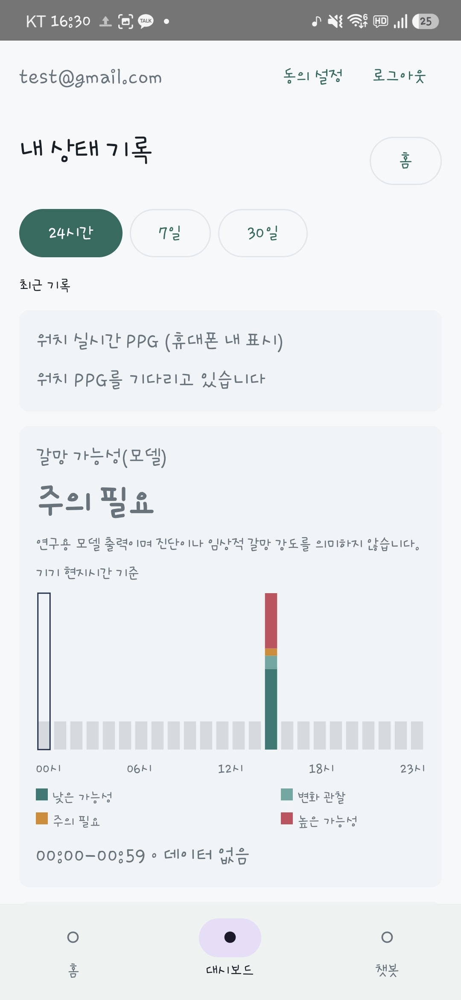 KT 16:30 TALK 6 HD 25
test@gmail.com 동의 설정 로그아웃
내 상태 기록 홈
24시간 7일 30일
최근 기록
워치 실시간 PPG (휴대폰 내 표시)
워치 PPG를 기다리고 있습니다
갈망 가능성(모델)
주의 필요
연구용 모델 출력이며 진단이나 임상적 갈망 강도를 의미하지 않습니다.
기기 현지시간 기준
00시 06시 12시 18시 23시
낮은 가능성 변화 관찰
주의 필요 높은 가능성
00:00–00:59 · 데이터 없음
홈 대시보드 챗봇